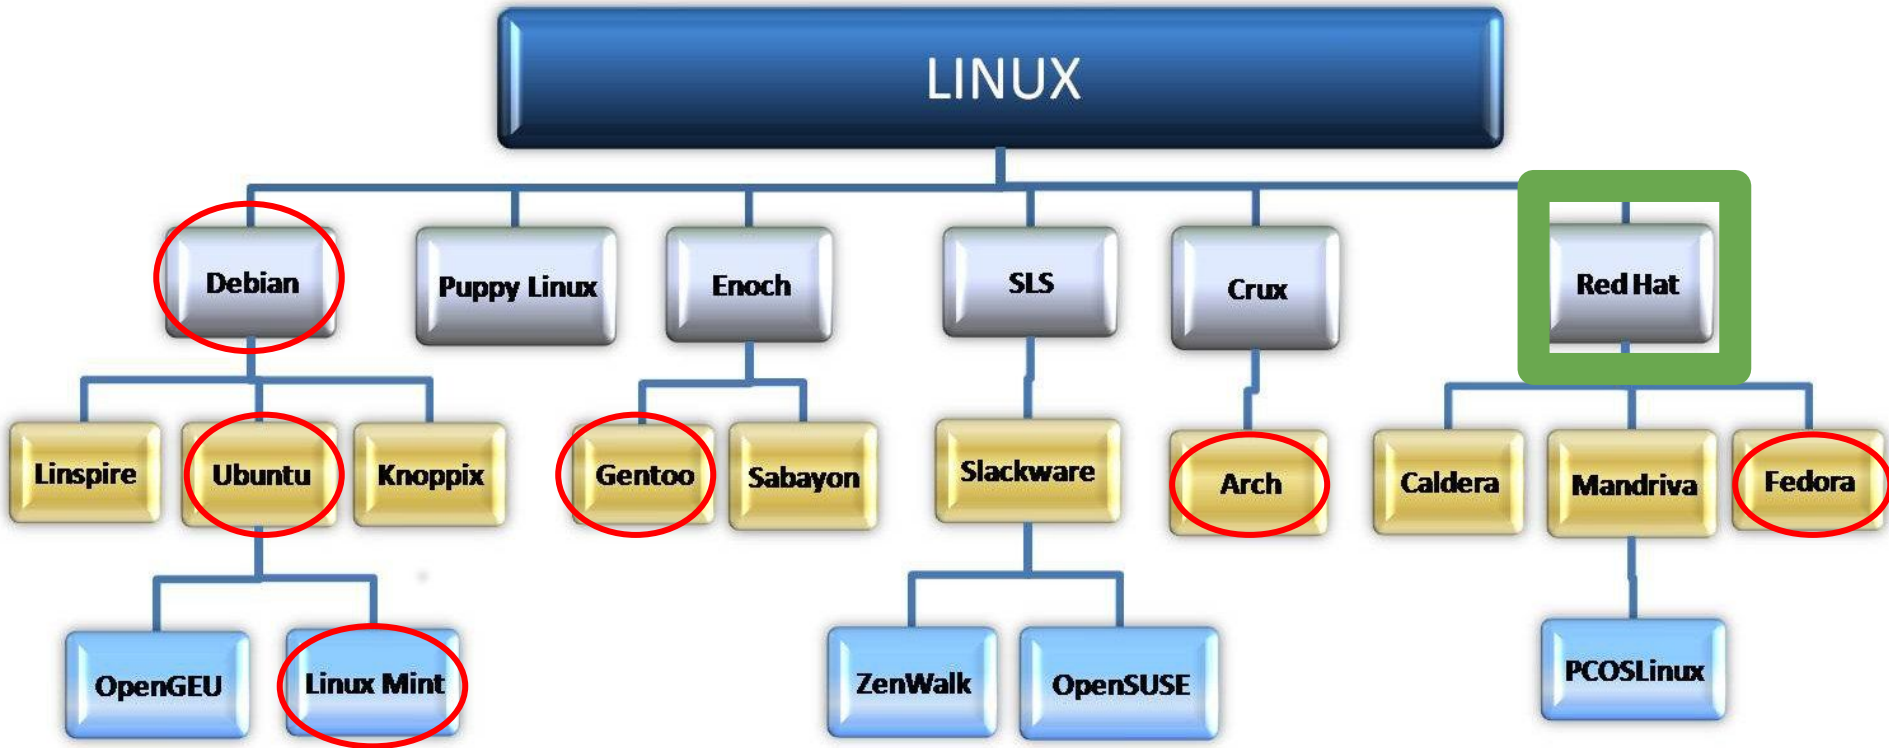 LINUX
Debian
Puppy Linux
Enoch
SLS
Crux
Red Hat
Linspire
Ubuntu
Knoppix
Gentoo
Sabayon
Slackware
Arch
Caldera
Mandriva
Fedora
OpenGEU
Linux Mint
ZenWalk
OpenSUSE
PCOSLinux